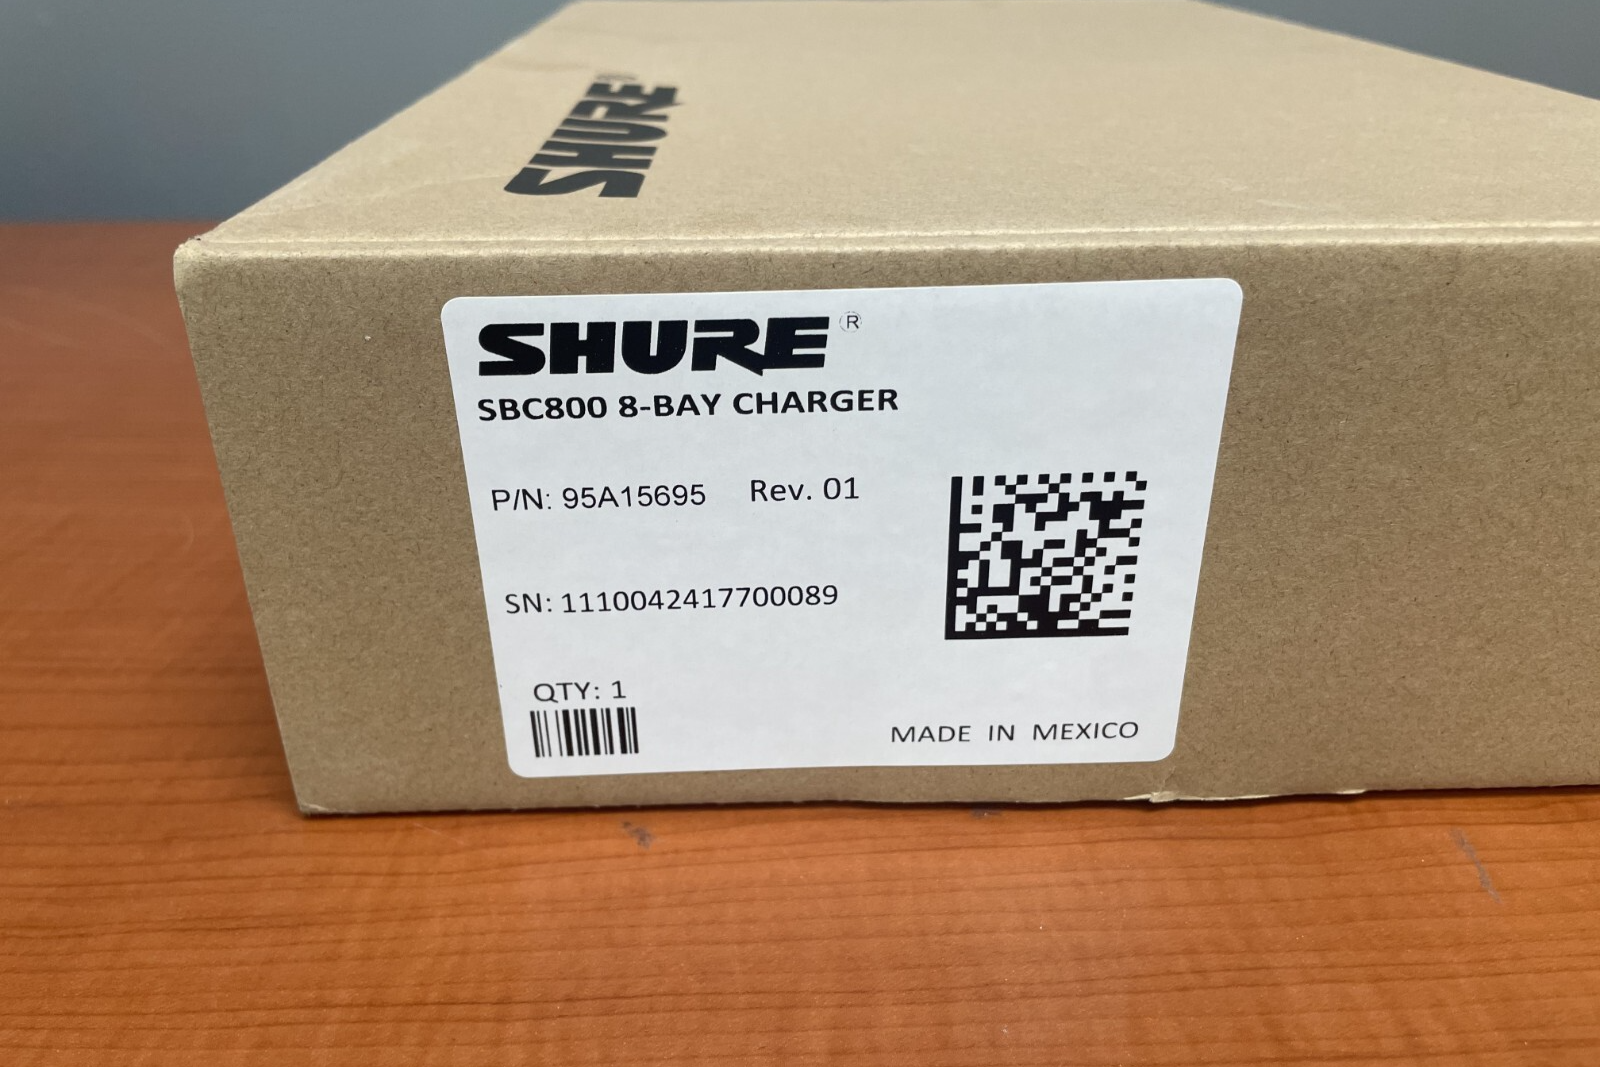 SHURE®
SHURE®
SBC800 8-BAY CHARGER
P/N: 95A15695 Rev. 01
SN: 1110042417700089
QTY: 1
MADE IN MEXICO